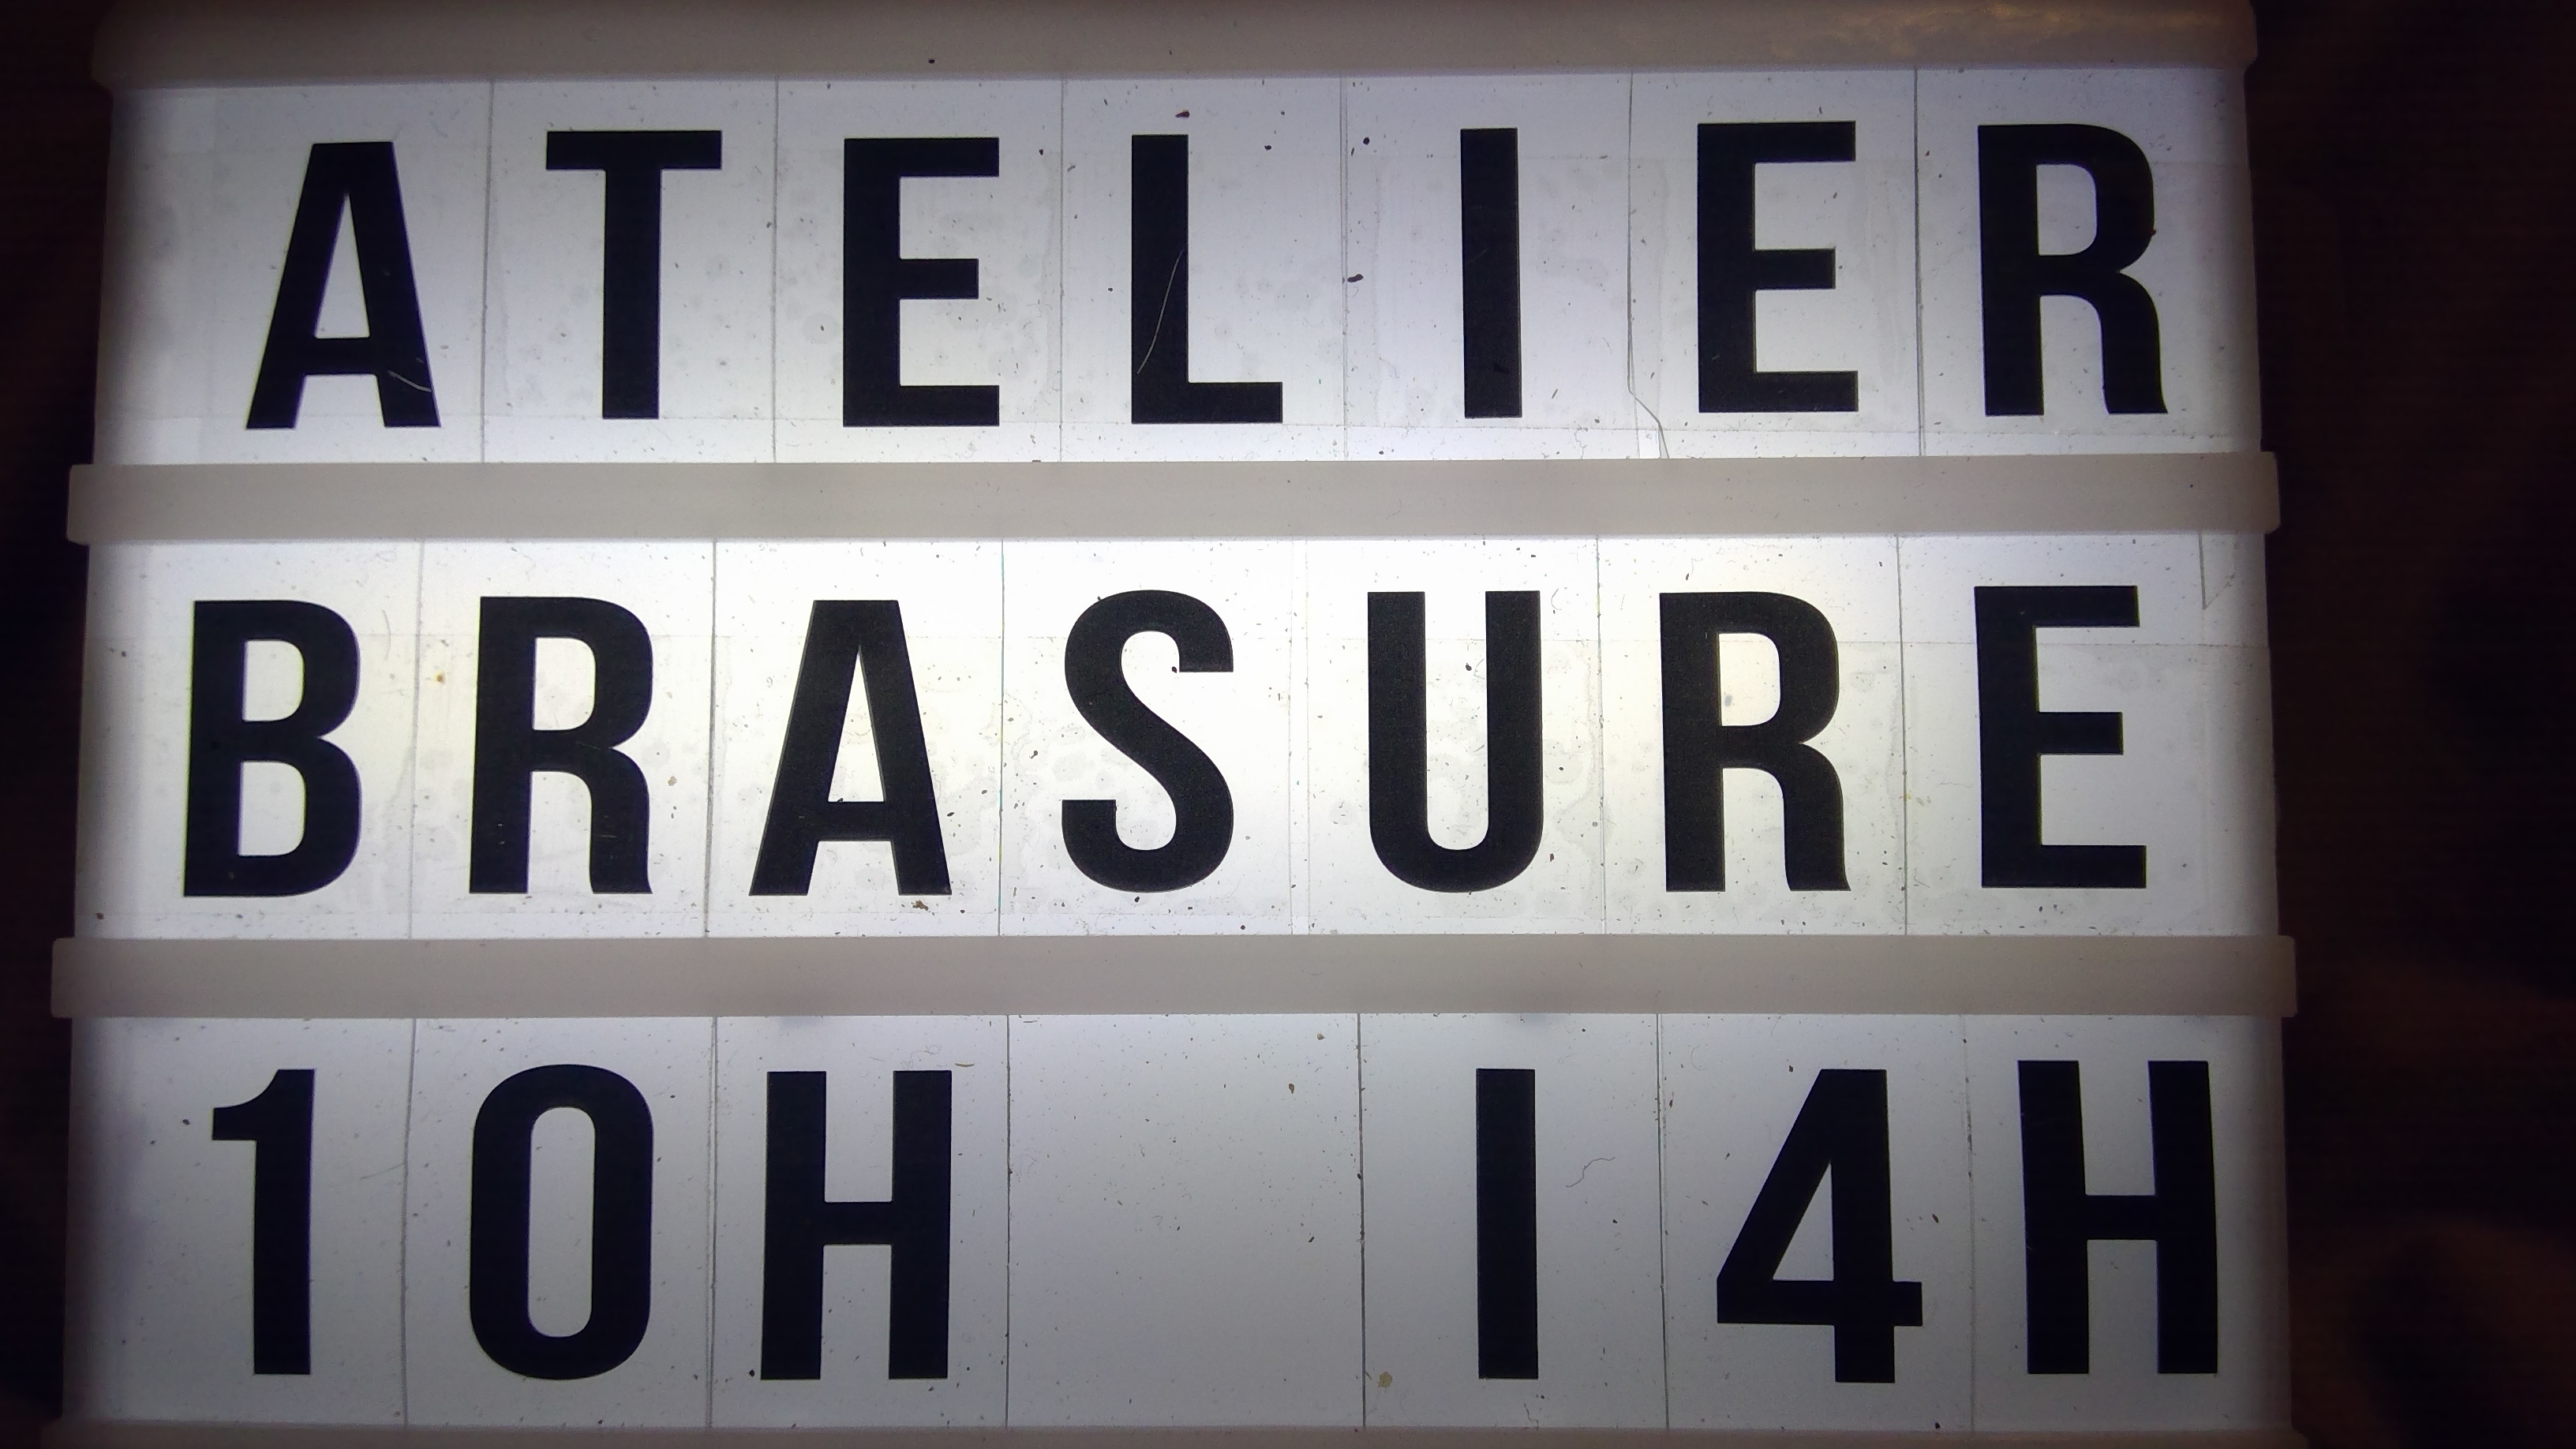 ATELIER
BRASURE
10H I4H